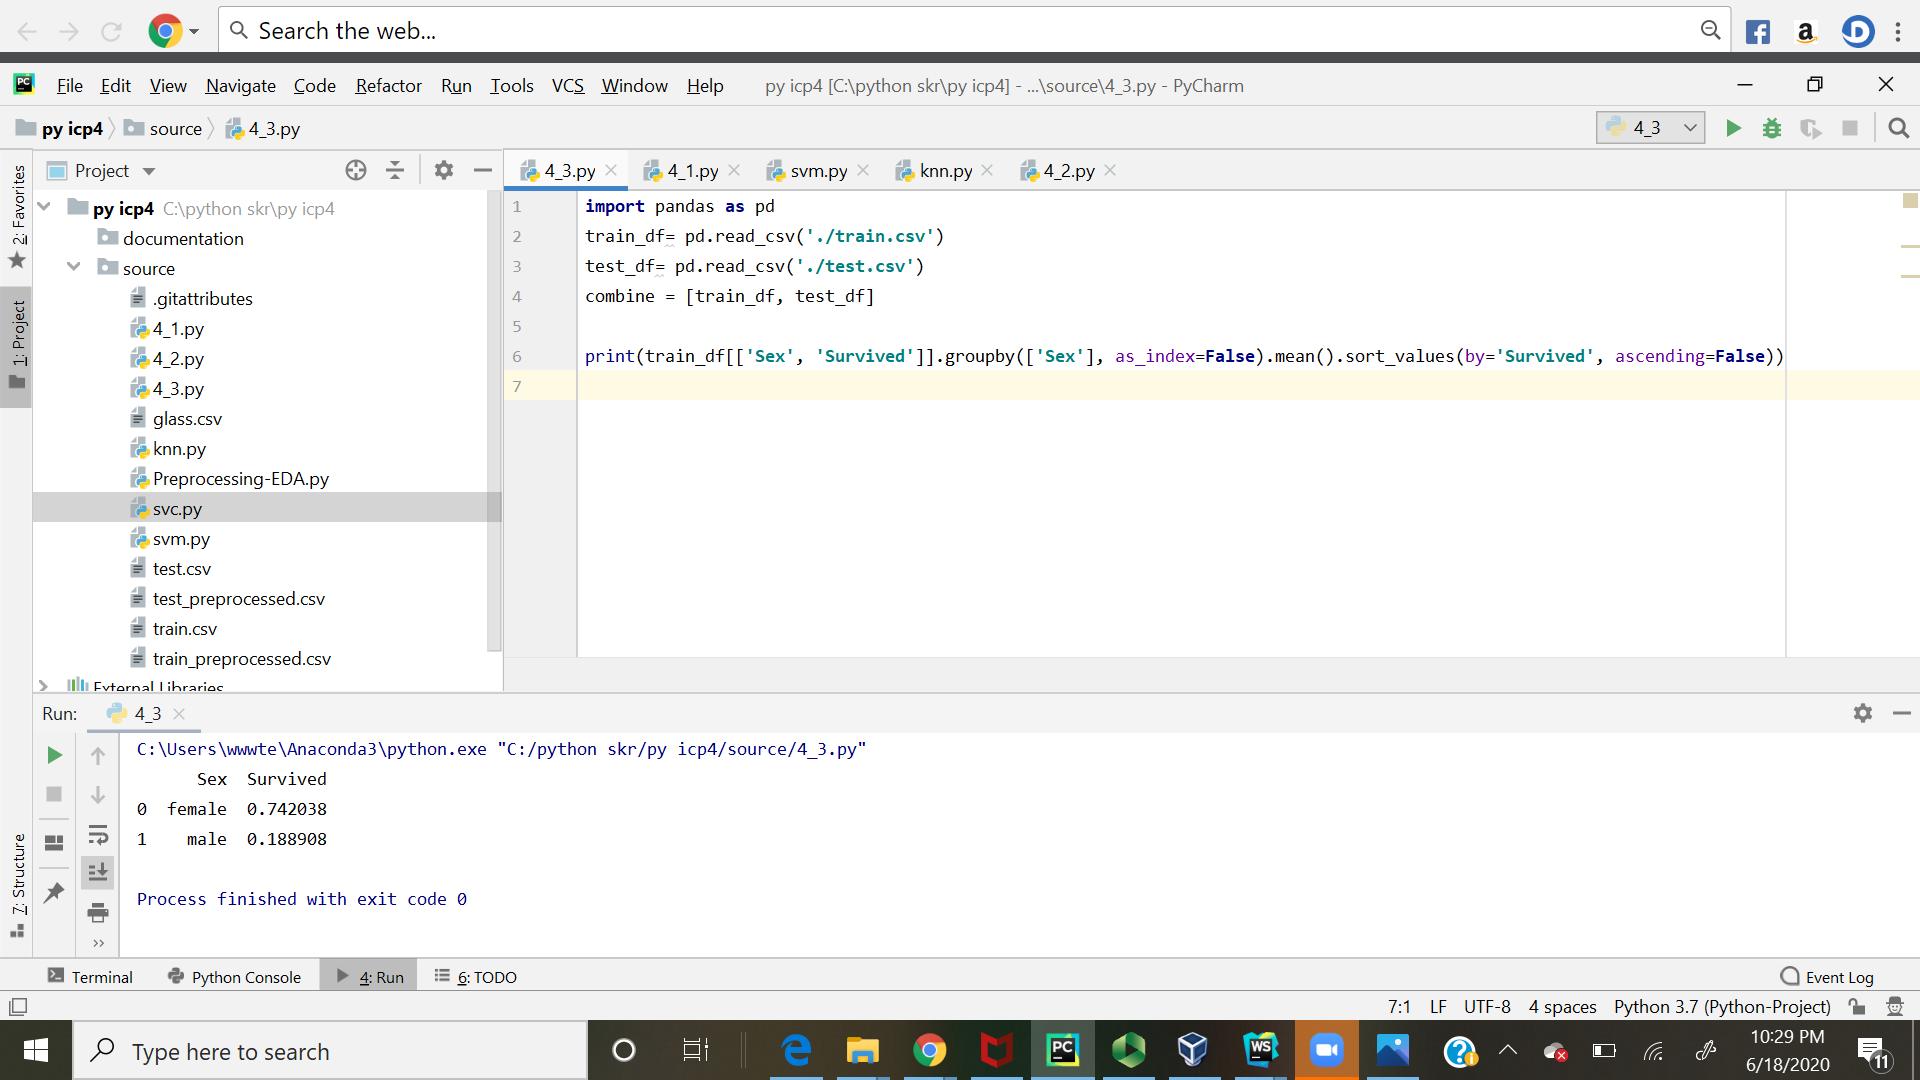 Search the web...
PC File Edit View Navigate Code Refactor Run Tools VCS Window Help py icp4 [C:\python skr\py icp4] - ...\source\4_3.py - PyCharm
py icp4 source 4_3.py 4_3
Project 4_3.py 4_1.py svm.py knn.py 4_2.py
2: Favorites
1: Project
7: Structure
py icp4 C:\python skr\py icp4
documentation
source
.gitattributes
4_1.py
4_2.py
4_3.py
glass.csv
knn.py
Preprocessing-EDA.py
svc.py
svm.py
test.csv
test_preprocessed.csv
train.csv
train_preprocessed.csv
External Libraries
1 import pandas as pd
2 train_df= pd.read_csv('./train.csv')
3 test_df= pd.read_csv('./test.csv')
4 combine = [train_df, test_df]
5
6 print(train_df[['Sex', 'Survived']].groupby(['Sex'], as_index=False).mean().sort_values(by='Survived', ascending=False))
7
Run: 4_3
C:\Users\wwwte\Anaconda3\python.exe "C:/python skr/py icp4/source/4_3.py"
Sex Survived
0 female 0.742038
1 male 0.188908
Process finished with exit code 0
Terminal Python Console 4: Run 6: TODO Event Log
7:1 LF UTF-8 4 spaces Python 3.7 (Python-Project)
Type here to search
PC
WS
10:29 PM
6/18/2020
11